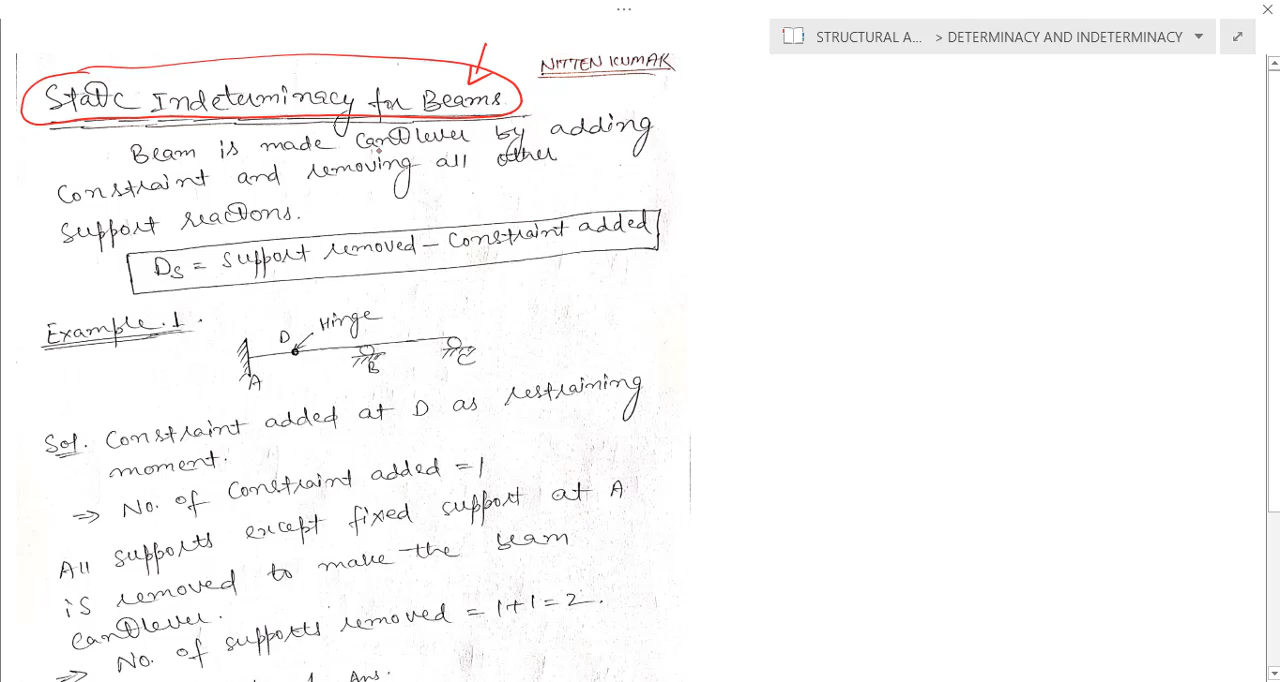 STRUCTURAL A... > DETERMINACY AND INDETERMINACY
NITTEN KUMAR
Static Indeterminacy for Beams
Beam is made Cantilever by adding
Constraint and removing all other
support reactions.
Ds = Support removed - Constraint added
Example.1.
D Hinge
A B C
Sol. Constraint added at D as restraining
moment.
⇒ No. of Constraint added = 1
All supports except fixed support at A
is removed to make the beam
cantilever.
⇒ No. of supports removed = 1+1=2.
Ans.